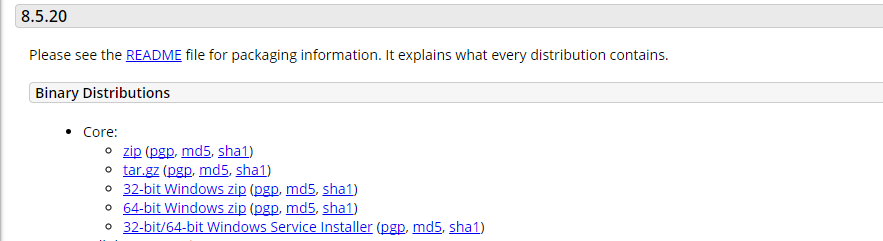 8.5.20
Please see the README file for packaging information. It explains what every distribution contains.
Binary Distributions
Core:
zip (pgp, md5, sha1)
tar.gz (pgp, md5, sha1)
32-bit Windows zip (pgp, md5, sha1)
64-bit Windows zip (pgp, md5, sha1)
32-bit/64-bit Windows Service Installer (pgp, md5, sha1)